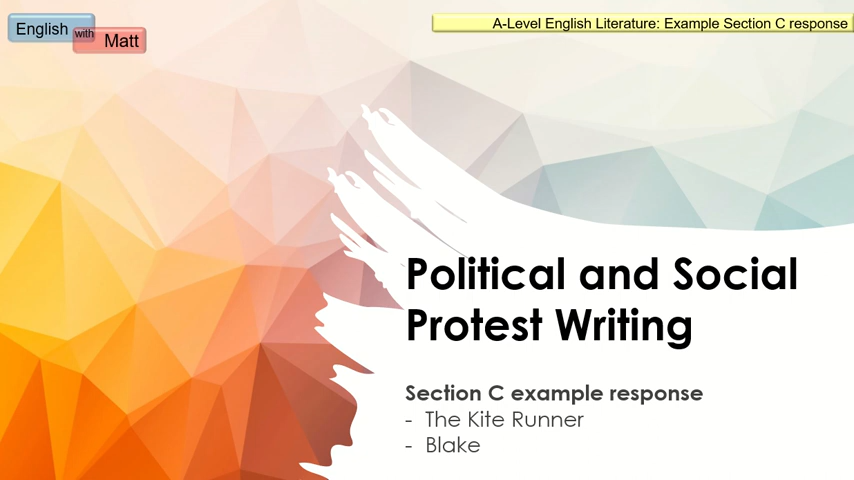 English with Matt
A-Level English Literature: Example Section C response
Political and Social
Protest Writing
Section C example response
- The Kite Runner
- Blake